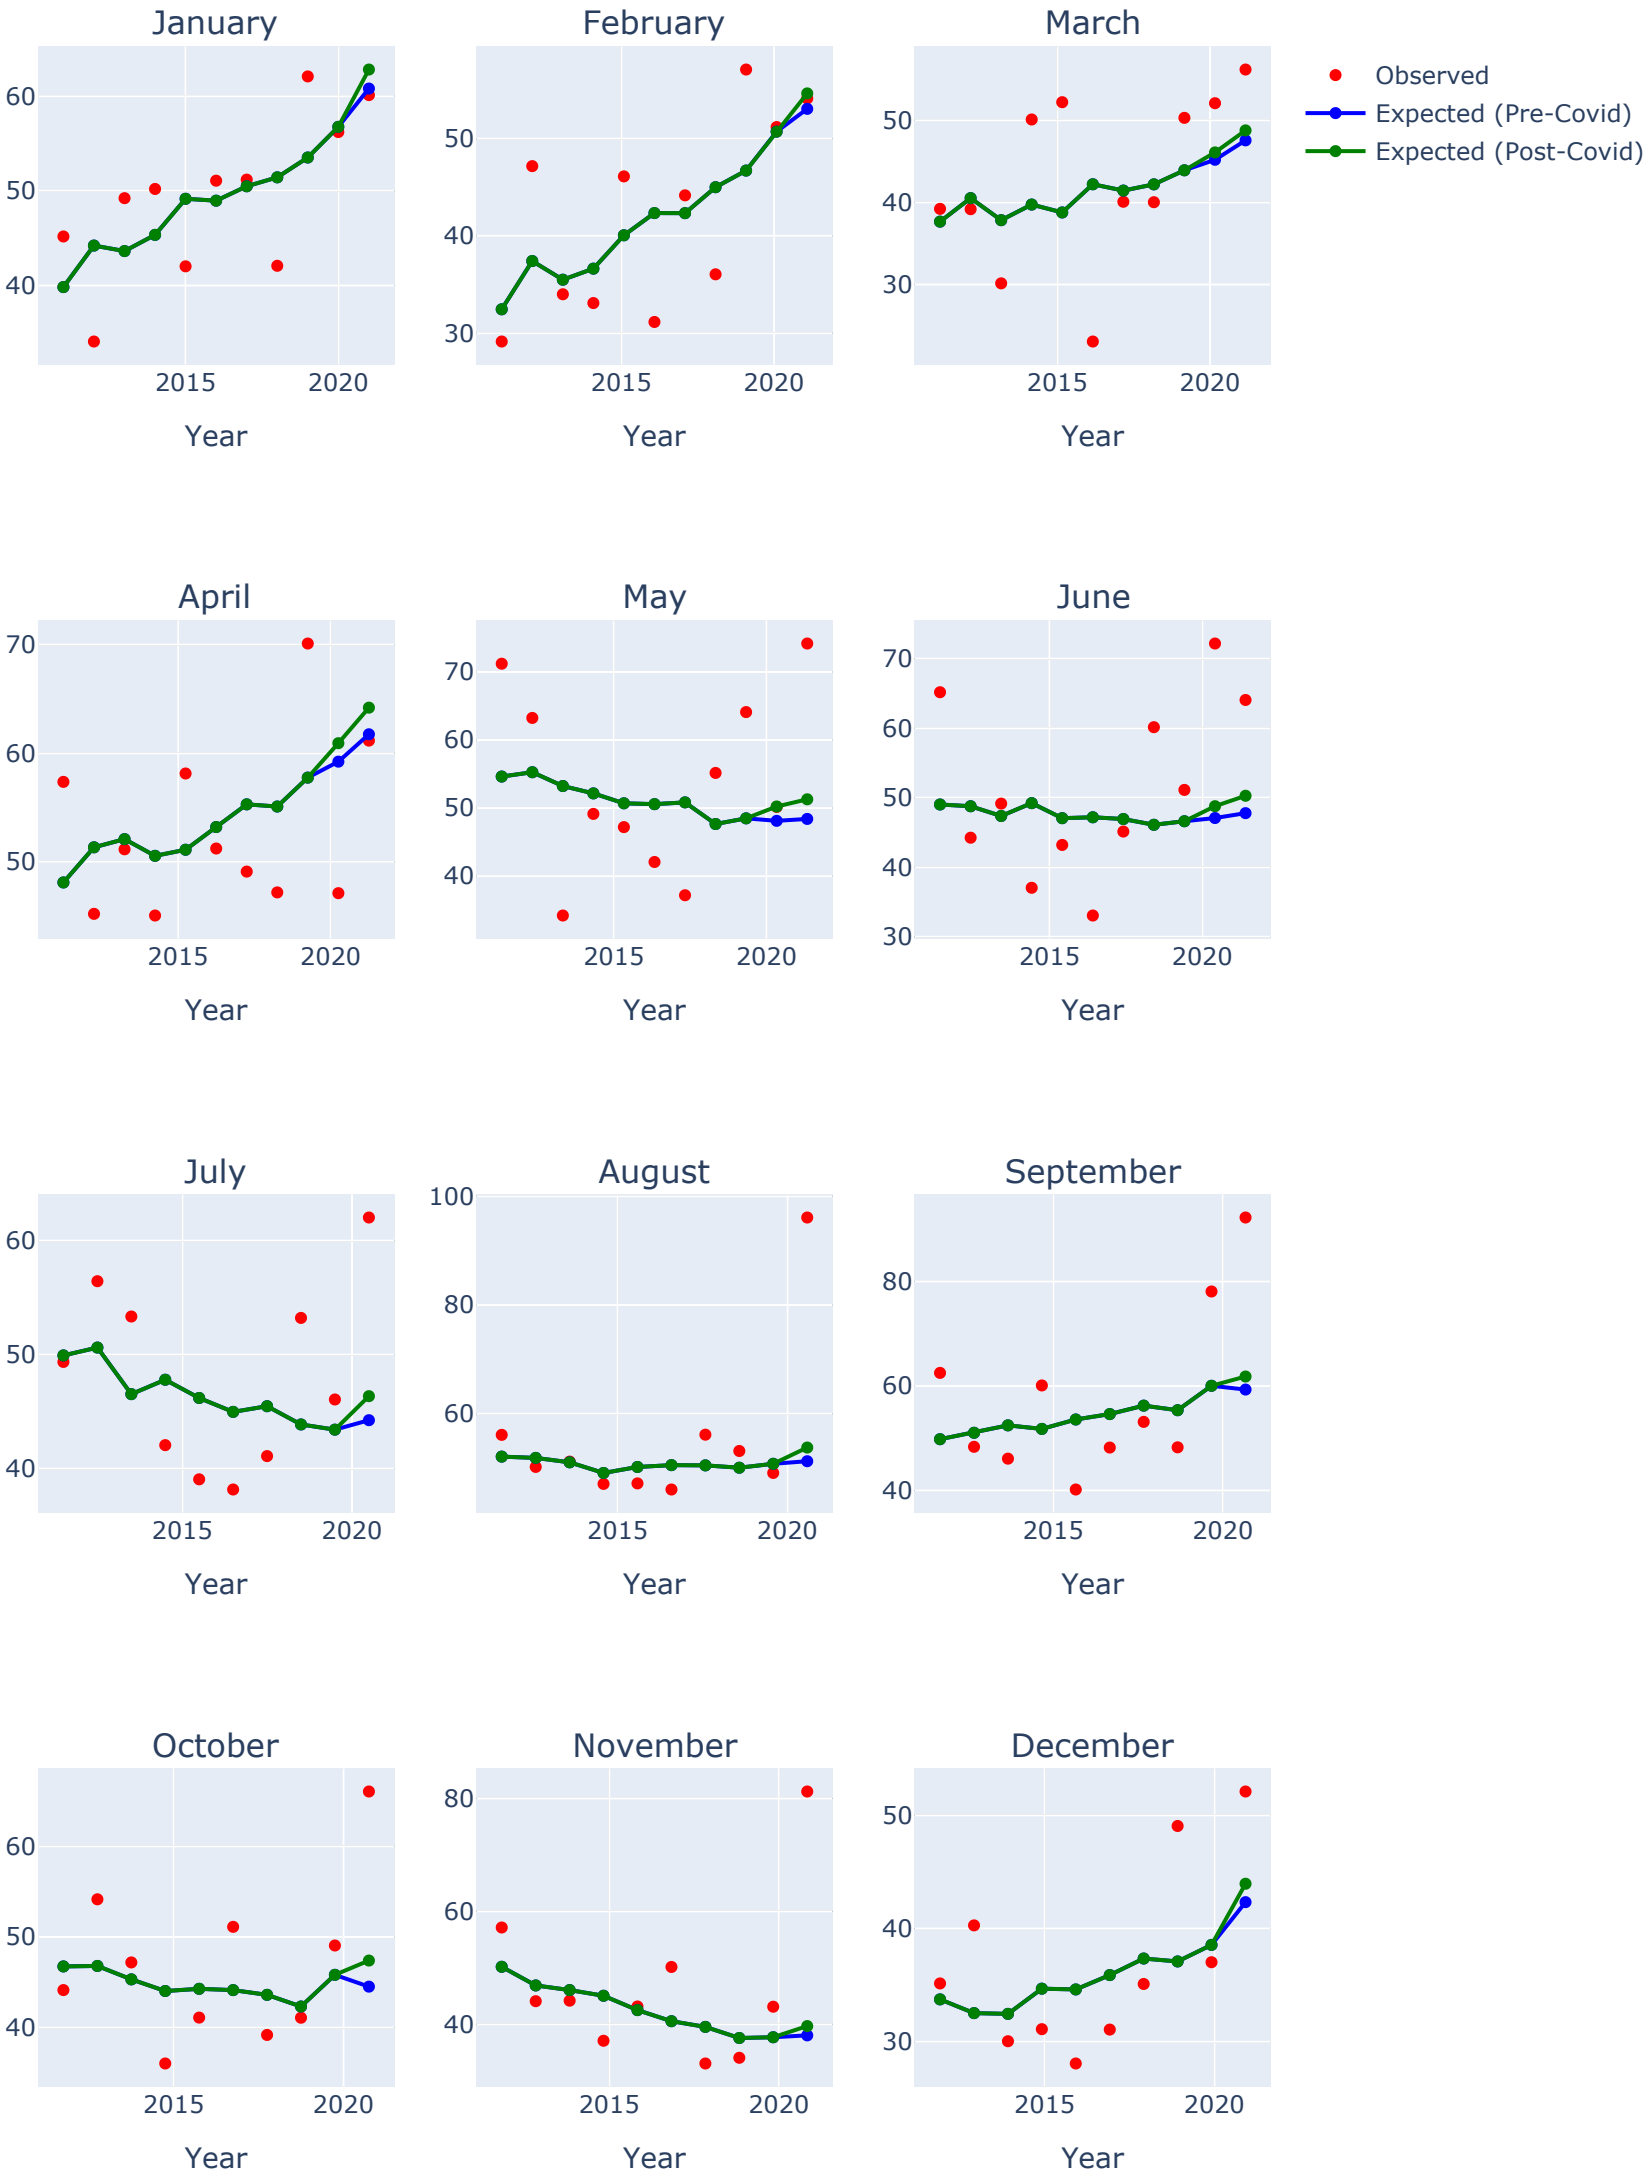 January
February
March
60
50
40
2015
2020
Year
50
40
30
2015
2020
Year
50
40
30
2015
2020
Year
Observed
Expected (Pre-Covid)
Expected (Post-Covid)
April
May
June
70
60
50
2015
2020
Year
70
60
50
40
2015
2020
Year
70
60
50
40
30
2015
2020
Year
July
August
September
60
50
40
2015
2020
Year
100
80
60
2015
2020
Year
80
60
40
2015
2020
Year
October
November
December
60
50
40
2015
2020
Year
80
60
40
2015
2020
Year
50
40
30
2015
2020
Year